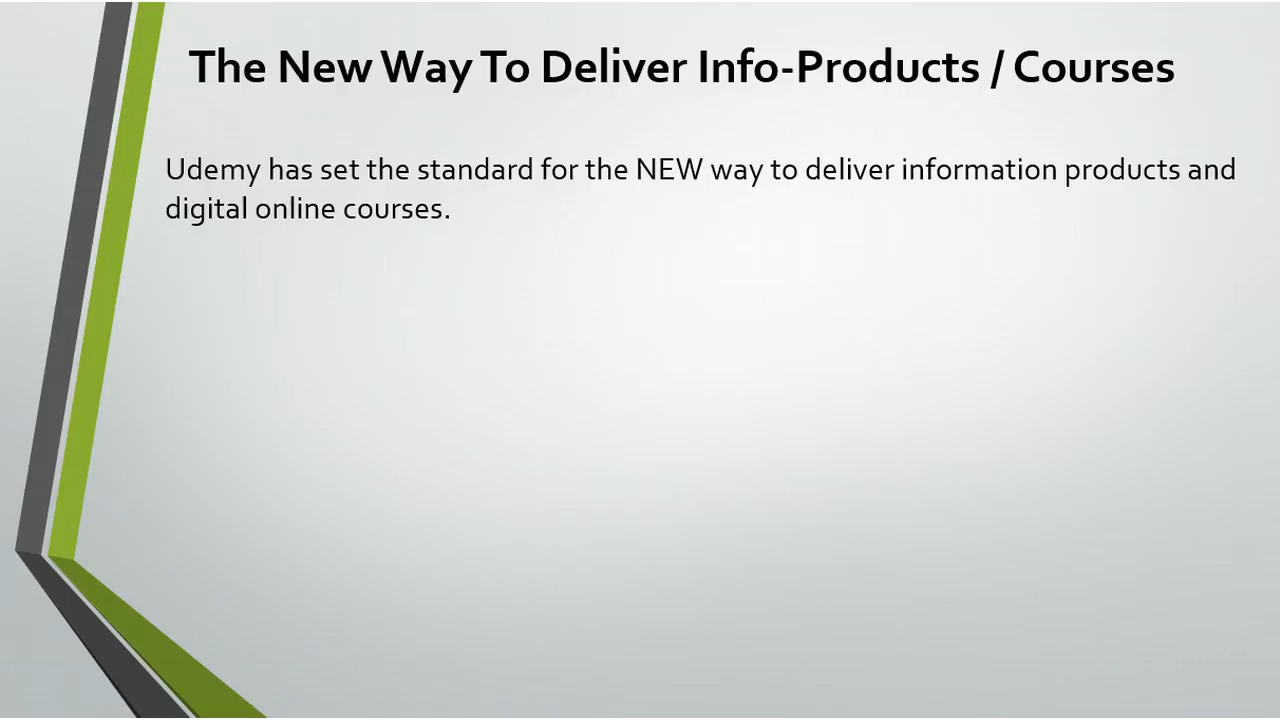 The New Way To Deliver Info-Products / Courses
Udemy has set the standard for the NEW way to deliver information products and
digital online courses.